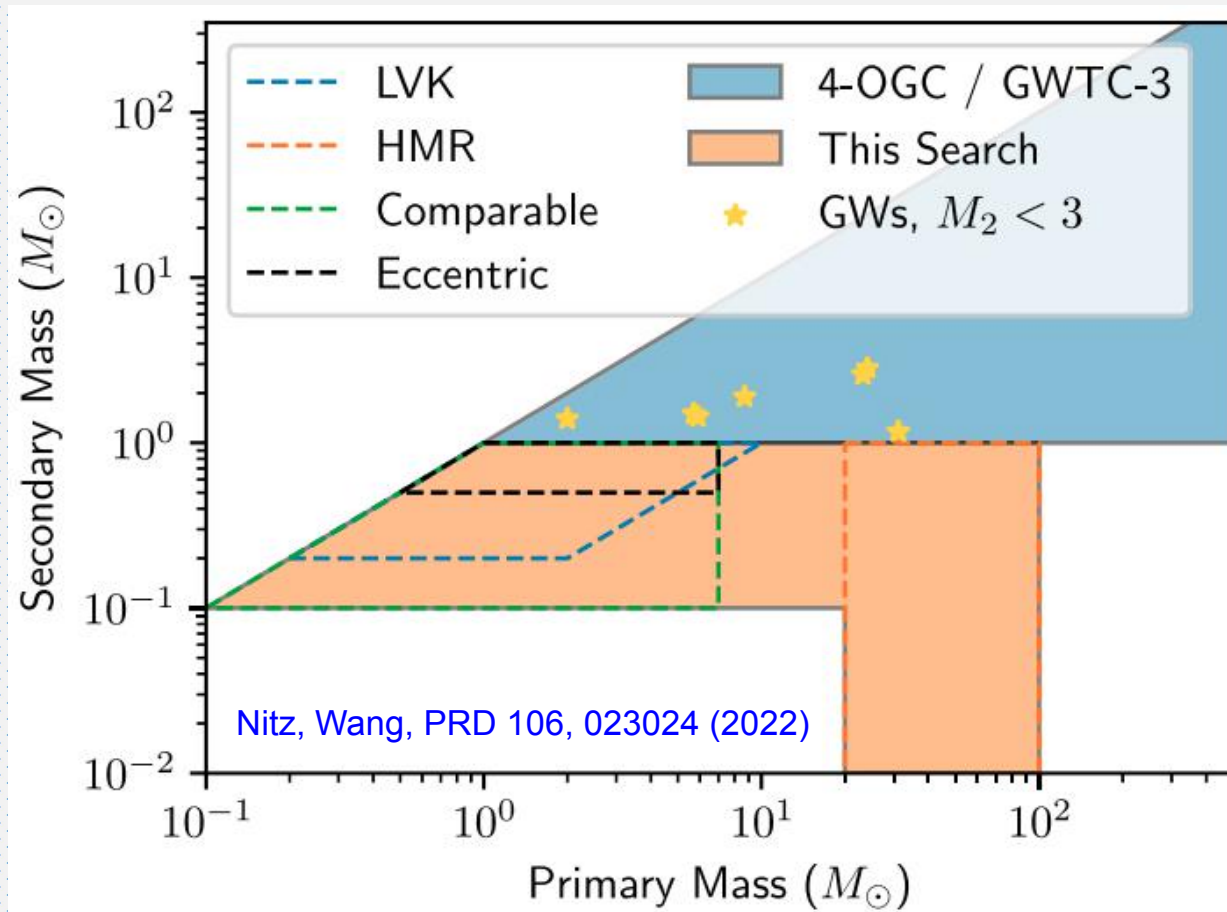 LVK
HMR
Comparable
Eccentric
4-OGC / GWTC-3
This Search
GWs, M₂ < 3
Secondary Mass (M⊙)
10²
10¹
10⁰
10⁻¹
10⁻²
Nitz, Wang, PRD 106, 023024 (2022)
10⁻¹ 10⁰ 10¹ 10²
Primary Mass (M⊙)